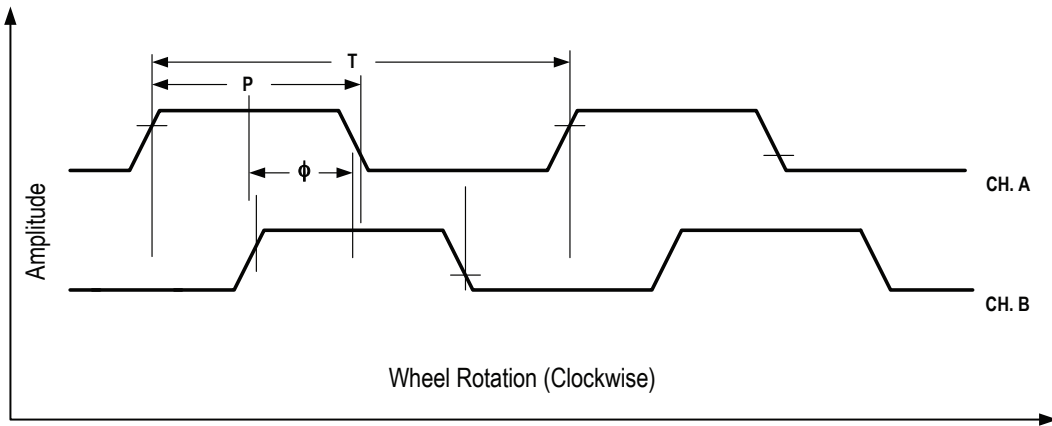 T
P
ϕ
CH. A
Amplitude
CH. B
Wheel Rotation (Clockwise)